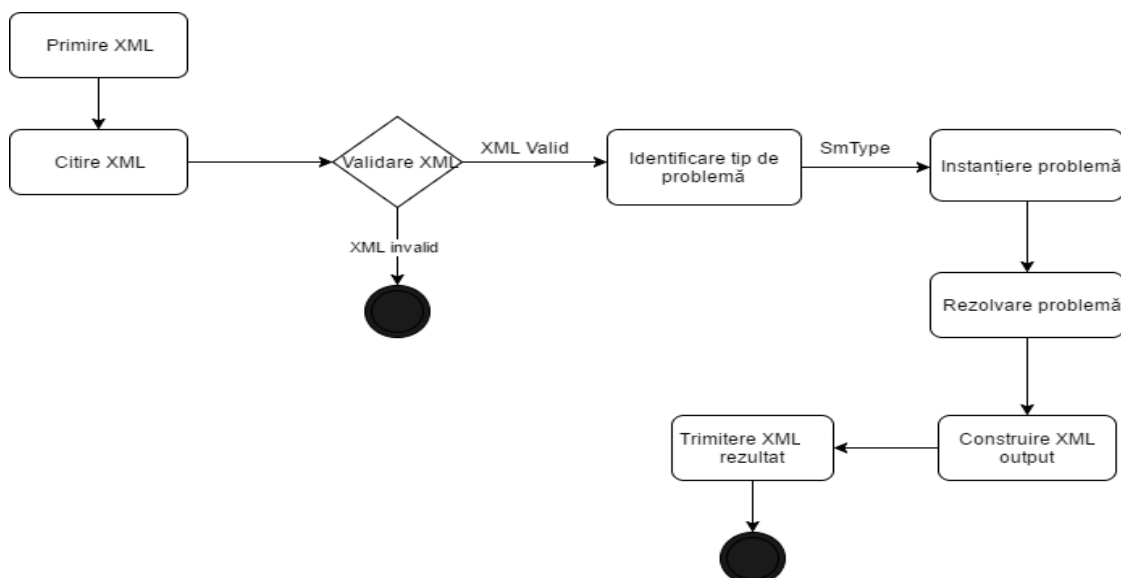 Primire XML
Citire XML
Validare XML
XML Valid
Identificare tip de
problemă
SmType
Instanțiere problemă
XML invalid
Rezolvare problemă
Trimitere XML
rezultat
Construire XML
output